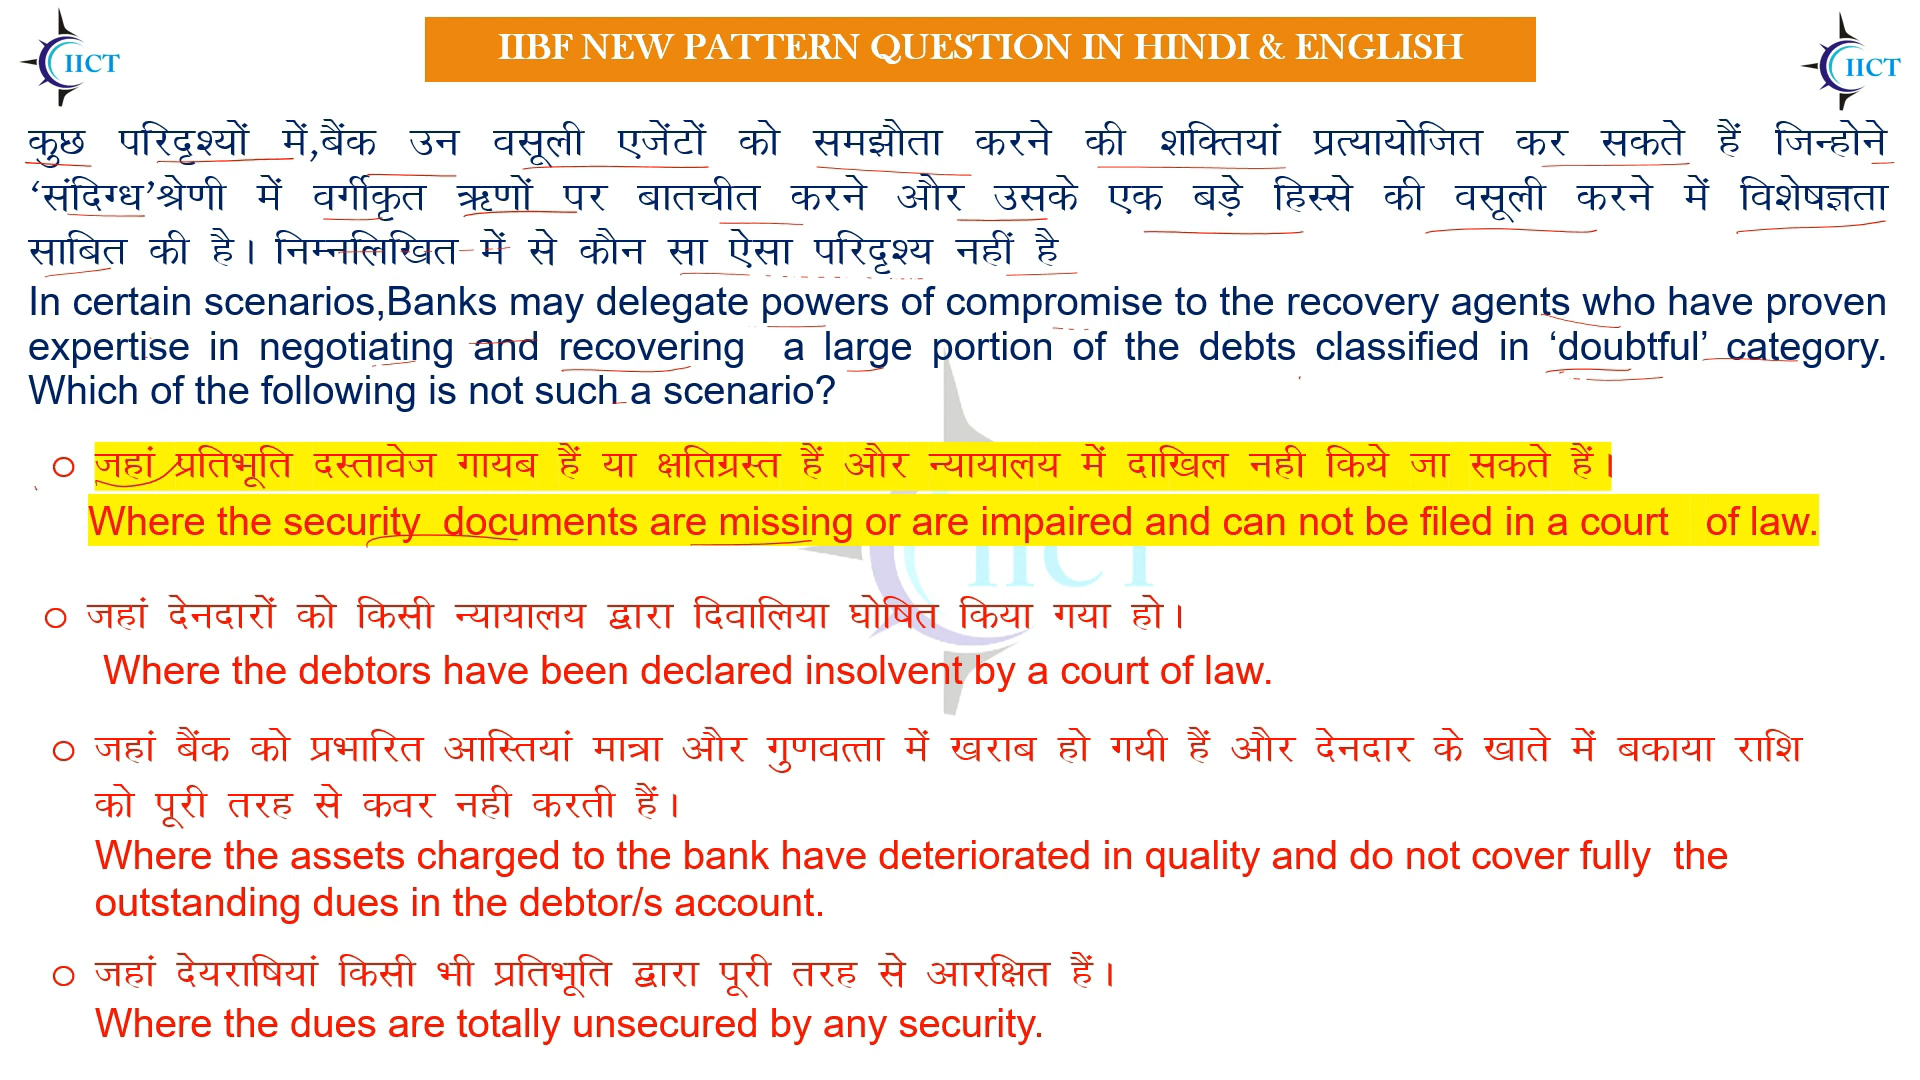 IICT
IIBF NEW PATTERN QUESTION IN HINDI & ENGLISH
IICT
कुछ परिदृश्यों में,बैंक उन वसूली एजेंटों को समझौता करने की शक्तियां प्रत्यायोजित कर सकते हैं जिन्होने
‘संदिग्ध’श्रेणी में वर्गीकृत ऋणों पर बातचीत करने और उसके एक बड़े हिस्से की वसूली करने में विशेषज्ञता
साबित की है। निम्नलिखित में से कौन सा ऐसा परिदृश्य नहीं है
In certain scenarios,Banks may delegate powers of compromise to the recovery agents who have proven
expertise in negotiating and recovering a large portion of the debts classified in ‘doubtful’ category.
Which of the following is not such a scenario?
जहां प्रतिभूति दस्तावेज गायब हैं या क्षतिग्रस्त हैं और न्यायालय में दाखिल नही किये जा सकते हैं।
Where the security documents are missing or are impaired and can not be filed in a court of law.
IICT
जहां देनदारों को किसी न्यायालय द्वारा दिवालिया घोषित किया गया हो।
Where the debtors have been declared insolvent by a court of law.
जहां बैंक को प्रभारित आस्तियां मात्रा और गुणवत्ता में खराब हो गयी हैं और देनदार के खाते में बकाया राशि
को पूरी तरह से कवर नही करती हैं।
Where the assets charged to the bank have deteriorated in quality and do not cover fully the
outstanding dues in the debtor/s account.
जहां देयराषियां किसी भी प्रतिभूति द्वारा पूरी तरह से आरक्षित हैं।
Where the dues are totally unsecured by any security.